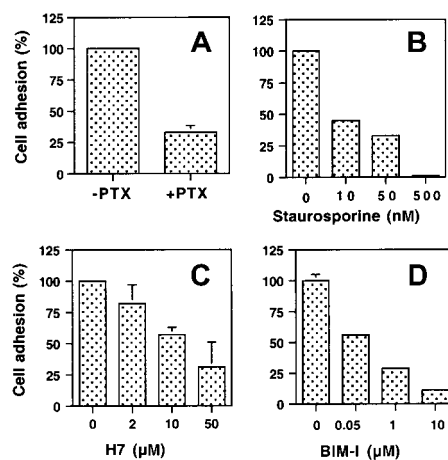 A
Cell adhesion (%)
125
100
75
50
25
0
-PTX +PTX
B
125
100
75
50
25
0
0 10 50 500
Staurosporine (nM)
C
Cell adhesion (%)
125
100
75
50
25
0
0 2 10 50
H7 (µM)
D
125
100
75
50
25
0
0 0.05 1 10
BIM-I (µM)